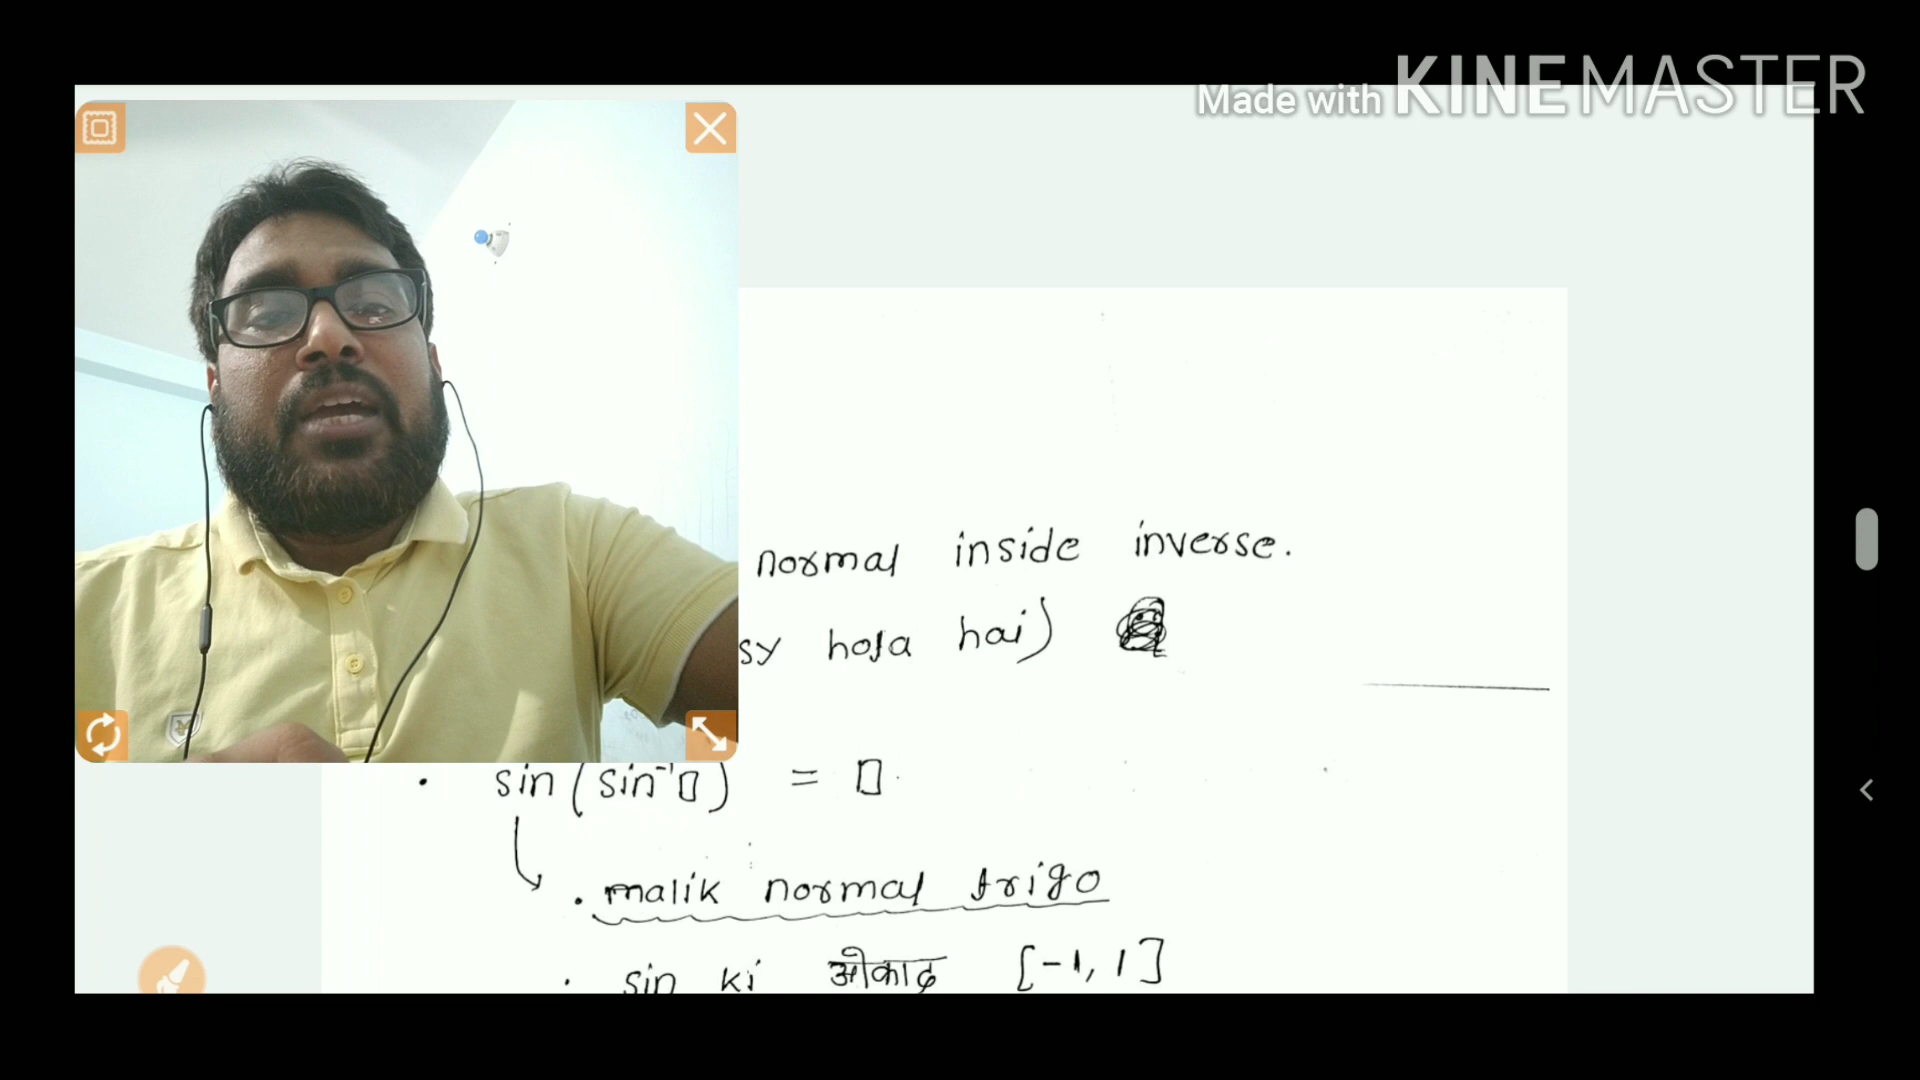 Made with KINEMASTER
normal inside inverse.
sy hota hai)
• sin (sin⁻¹▯) = ▯
• malik normal trigo
• sin ki औकाद [-1, 1]